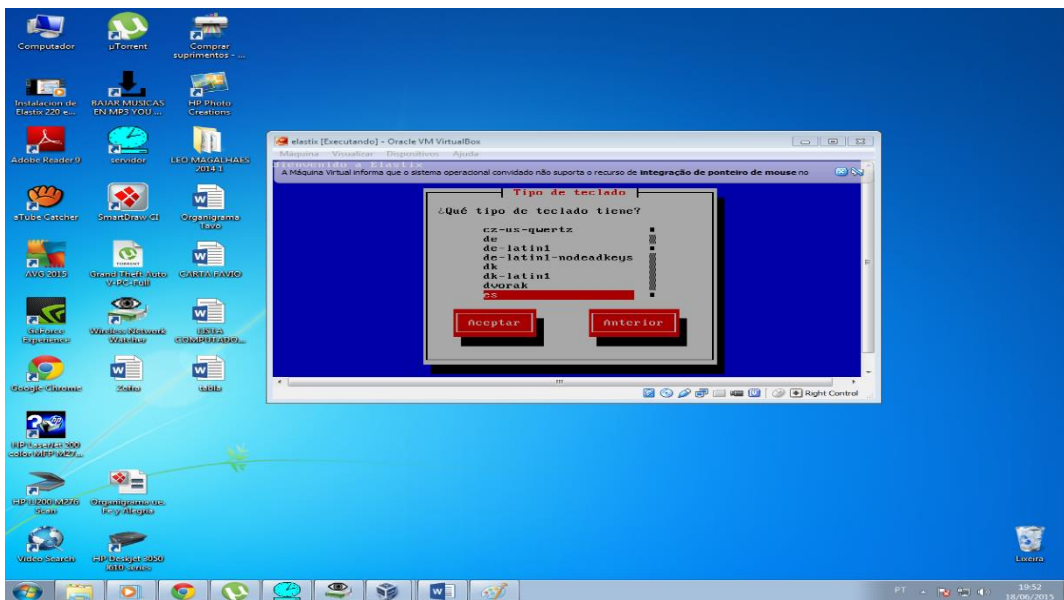 Computador
µTorrent
Comprar
suprimentos - ...
Instalacion de
Elastix 220 e...
BAJAR MUSICAS
EN MP3 YOU ...
HP Photo
Creations
Adobe Reader 9
servidor
LEO MAGALHAES
2014.1
aTube Catcher
SmartDraw CI
Organigrama
Tavo
AVG 2015
Grand Theft Auto
V-PC-Full
CARTA FAVIO
GeForce
Experience
Wireless Network
Watcher
LISTA
COMPUTADO...
Google Chrome
tabla
HP LaserJet 200
color MFP M27...
HP LJ200 M276
Scan
Organigrama ue.
Fe y Alegria
Video Search
HP Deskjet 3050
J610 series
elastix [Executando] - Oracle VM VirtualBox
Máquina Visualizar Dispositivos Ajuda
Bienvenido a Elastix
A Máquina Virtual informa que o sistema operacional convidado não suporta o recurso de integração de ponteiro de mouse no
Tipo de teclado
¿Qué tipo de teclado tiene?
cz-us-qwertz
de
de-latin1
de-latin1-nodeadkeys
dk
dk-latin1
dvorak
es
Aceptar
Anterior
Right Control
Lixeira
PT
19:52
18/06/2015